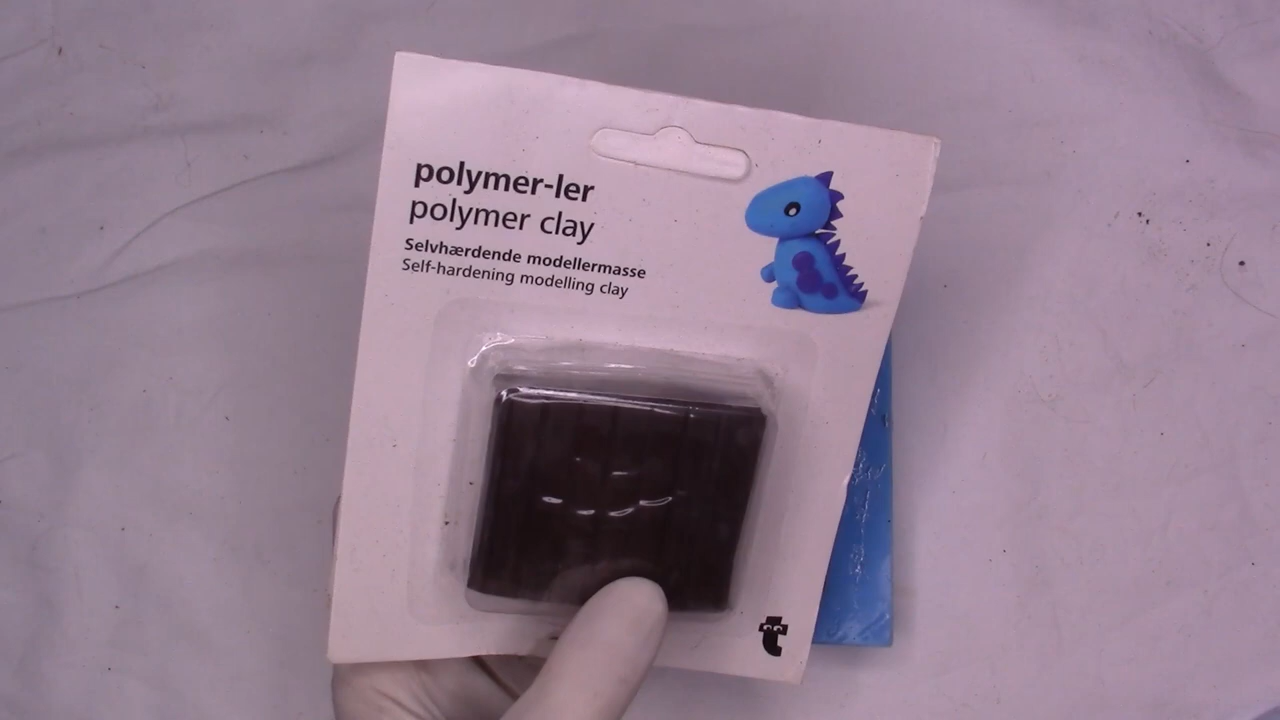 polymer-ler
polymer clay
Selvhærdende modellermasse
Self-hardening modelling clay
t